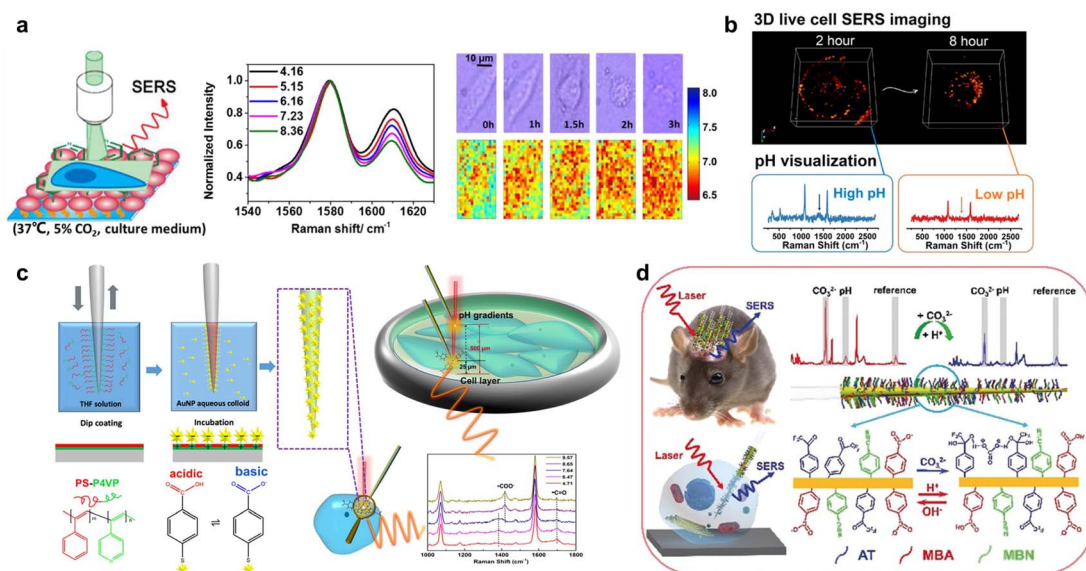 a
SERS
(37℃, 5% CO2, culture medium)
Normalized Intensity
1.0
0.8
0.6
0.4
4.16
5.15
6.16
7.23
8.36
1540 1560 1580 1600 1620
Raman shift/ cm-1
10 μm
0h 1h 1.5h 2h 3h
8.0
7.5
7.0
6.5
b
3D live cell SERS imaging
2 hour 8 hour
pH visualization
High pH
Low pH
500 1000 1500 2000 2500
Raman Shift (cm-1)
500 1000 1500 2000 2500
Raman Shift (cm-1)
c
THF solution
AuNP aqueous colloid
Dip coating
Incubation
PS-P4VP
acidic
basic
pH gradients
500 μm
25 μm
Cell layer
-COO-
-C=O
9.57
8.65
7.64
6.47
4.71
1000 1200 1400 1600 1800
Raman Shift (cm-1)
d
Laser
SERS
CO32- pH reference
CO32- pH reference
+ CO32-
+ H+
Laser
SERS
CO32-
H+
OH-
AT MBA MBN